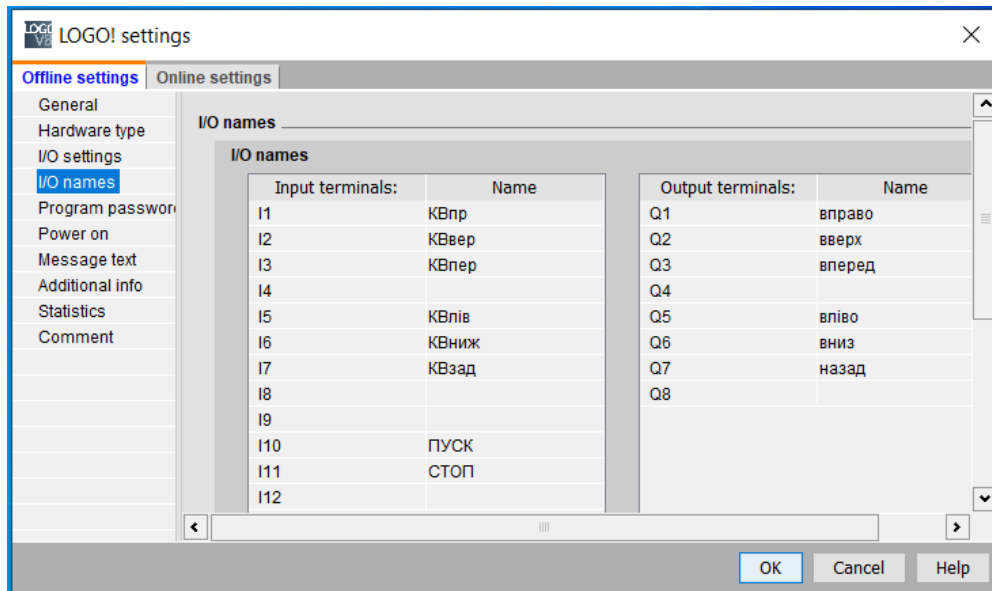 LOGO! settings
Offline settings Online settings
General
Hardware type
I/O settings
I/O names
Program password
Power on
Message text
Additional info
Statistics
Comment
I/O names
I/O names
Input terminals: Name
I1 КВпр
I2 КВвер
I3 КВпер
I4
I5 КВлів
I6 КВниж
I7 КВзад
I8
I9
I10 ПУСК
I11 СТОП
I12
Output terminals: Name
Q1 вправо
Q2 вверх
Q3 вперед
Q4
Q5 вліво
Q6 вниз
Q7 назад
Q8
OK Cancel Help